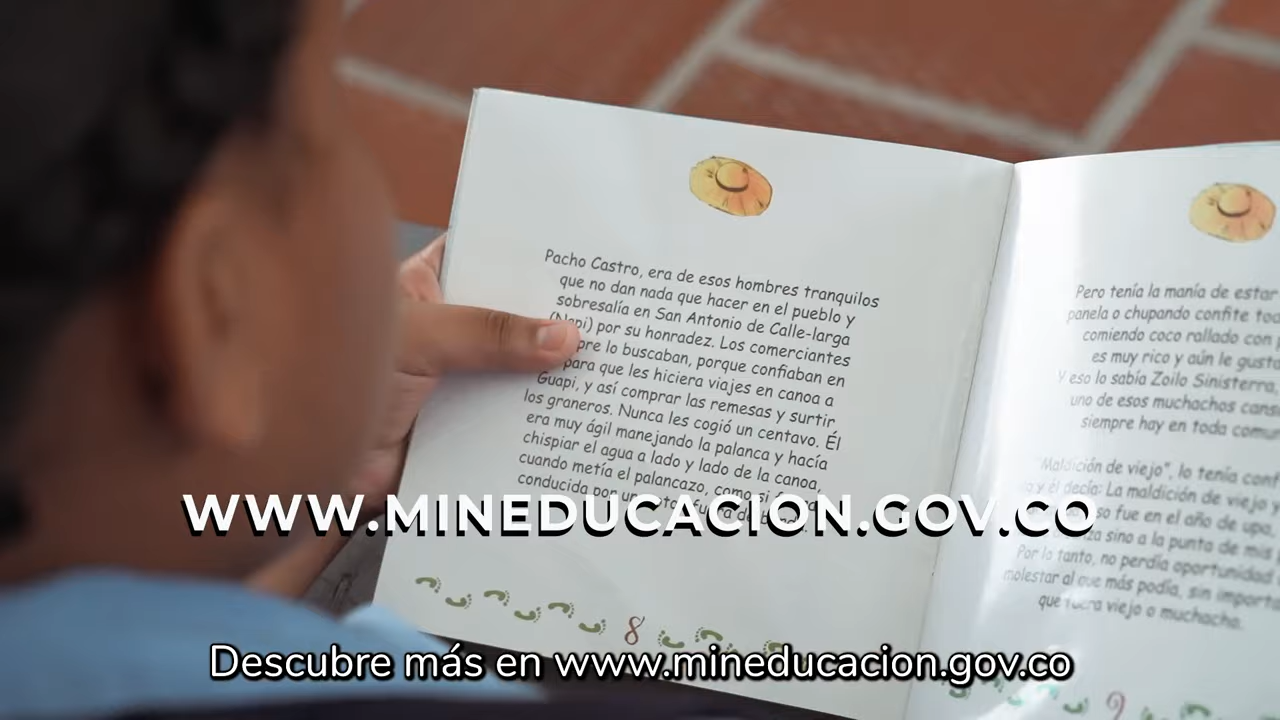 Pacho Castro, era de esos hombres tranquilos
que no dan nada que hacer en el pueblo y
sobresalía en San Antonio de Calle-larga
(Napi) por su honradez. Los comerciantes
pre lo buscaban, porque confiaban en
para que les hiciera viajes en canoa a
Guapi, y así comprar las remesas y surtir
los graneros. Nunca les cogió un centavo. Él
era muy ágil manejando la palanca y hacía
chispiar el agua a lado y lado de la canoa,
cuando metía el palancazo, como si
conducida por un
8
Pero tenía la manía de estar
panela o chupando confite
comiendo coco rallado con
es muy rico y aún le
Y eso lo sabía Zoilo Sinisterra,
uno de esos muchachos
siempre hay en toda
"Maldición de viejo", lo tenía
y él decía: La maldición de viejo
so fue en el año de upa,
sino a la punta de mis
Por lo tanto, no perdía oportunidad
molestar al que más podía, sin
que fuera viejo o muchacho.
9
WWW.MINEDUCACION.GOV.CO
Descubre más en www.mineducacion.gov.co